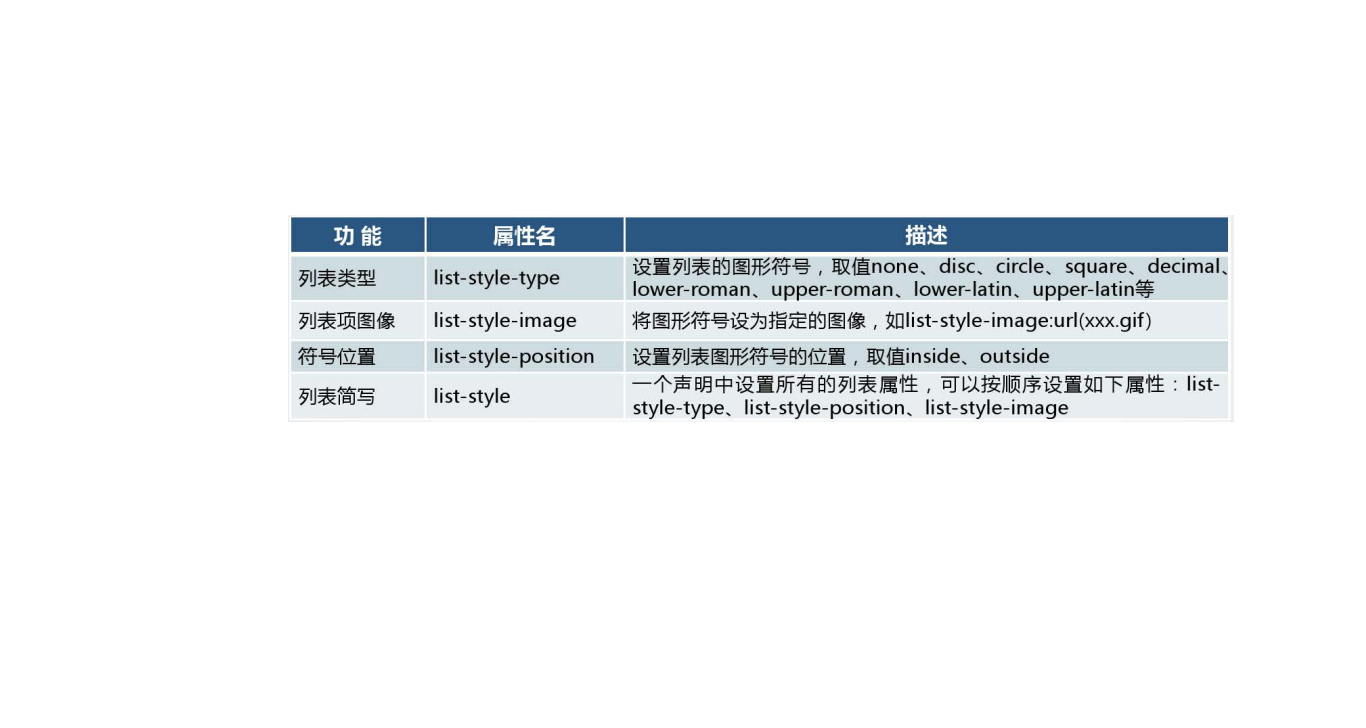 功 能 属性名 描述
列表类型 list-style-type 设置列表的图形符号，取值none、disc、circle、square、decimal、
lower-roman、upper-roman、lower-latin、upper-latin等
列表项图像 list-style-image 将图形符号设为指定的图像，如list-style-image:url(xxx.gif)
符号位置 list-style-position 设置列表图形符号的位置，取值inside、outside
列表简写 list-style 一个声明中设置所有的列表属性，可以按顺序设置如下属性：list-
style-type、list-style-position、list-style-image